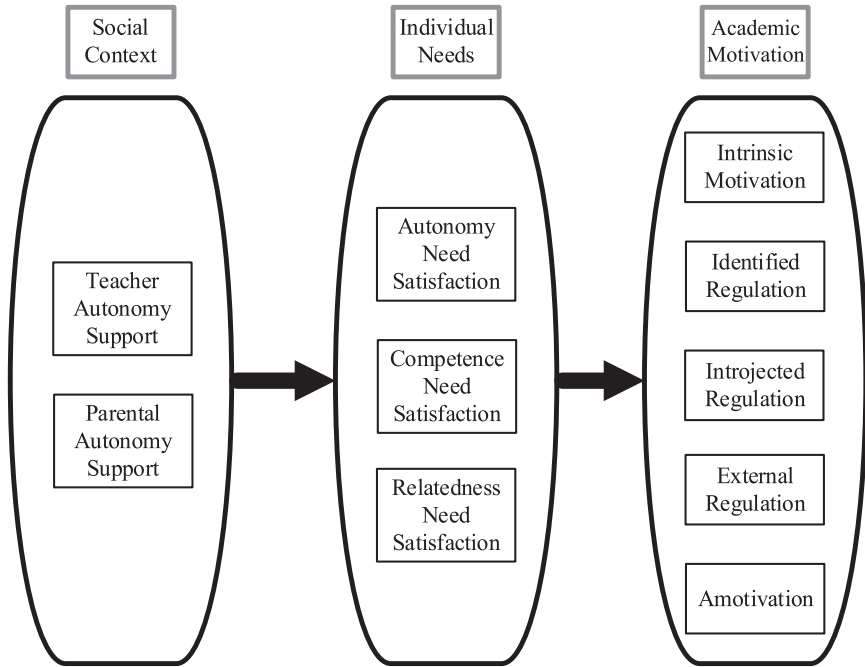 Social
Context
Individual
Needs
Academic
Motivation
Teacher
Autonomy
Support
Parental
Autonomy
Support
Autonomy
Need
Satisfaction
Competence
Need
Satisfaction
Relatedness
Need
Satisfaction
Intrinsic
Motivation
Identified
Regulation
Introjected
Regulation
External
Regulation
Amotivation